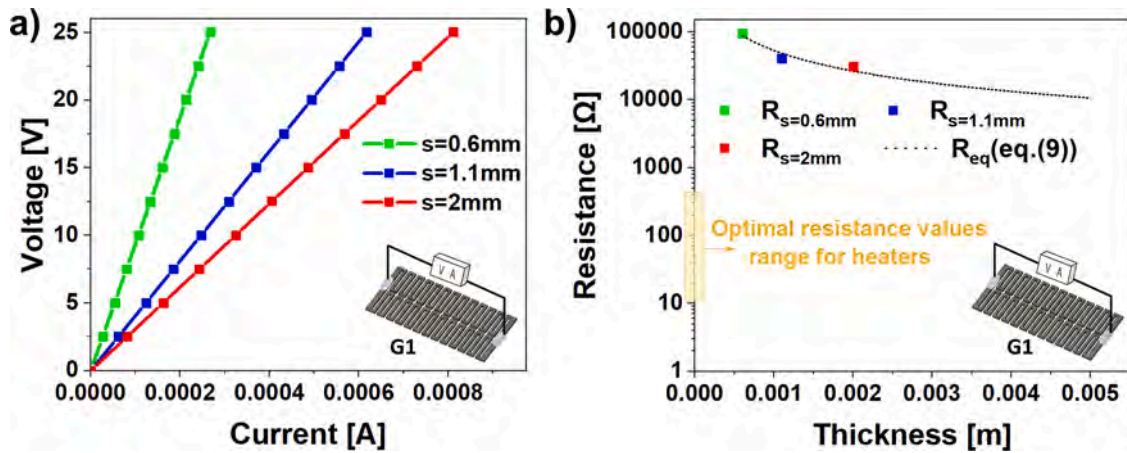 a)
Voltage [V]
25
20
15
10
5
0
s=0.6mm
s=1.1mm
s=2mm
V A
G1
0.0000 0.0002 0.0004 0.0006 0.0008
Current [A]
b)
Resistance [Ω]
100000
10000
1000
100
10
1
Rs=0.6mm Rs=1.1mm
Rs=2mm Req(eq.(9))
Optimal resistance values
range for heaters
V A
G1
0.000 0.001 0.002 0.003 0.004 0.005
Thickness [m]